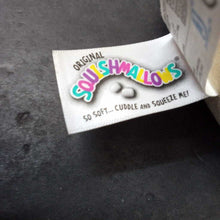 ORIGINAL
SQUISHMALLOWS
SO SOFT... CUDDLE AND SQUEEZE ME!